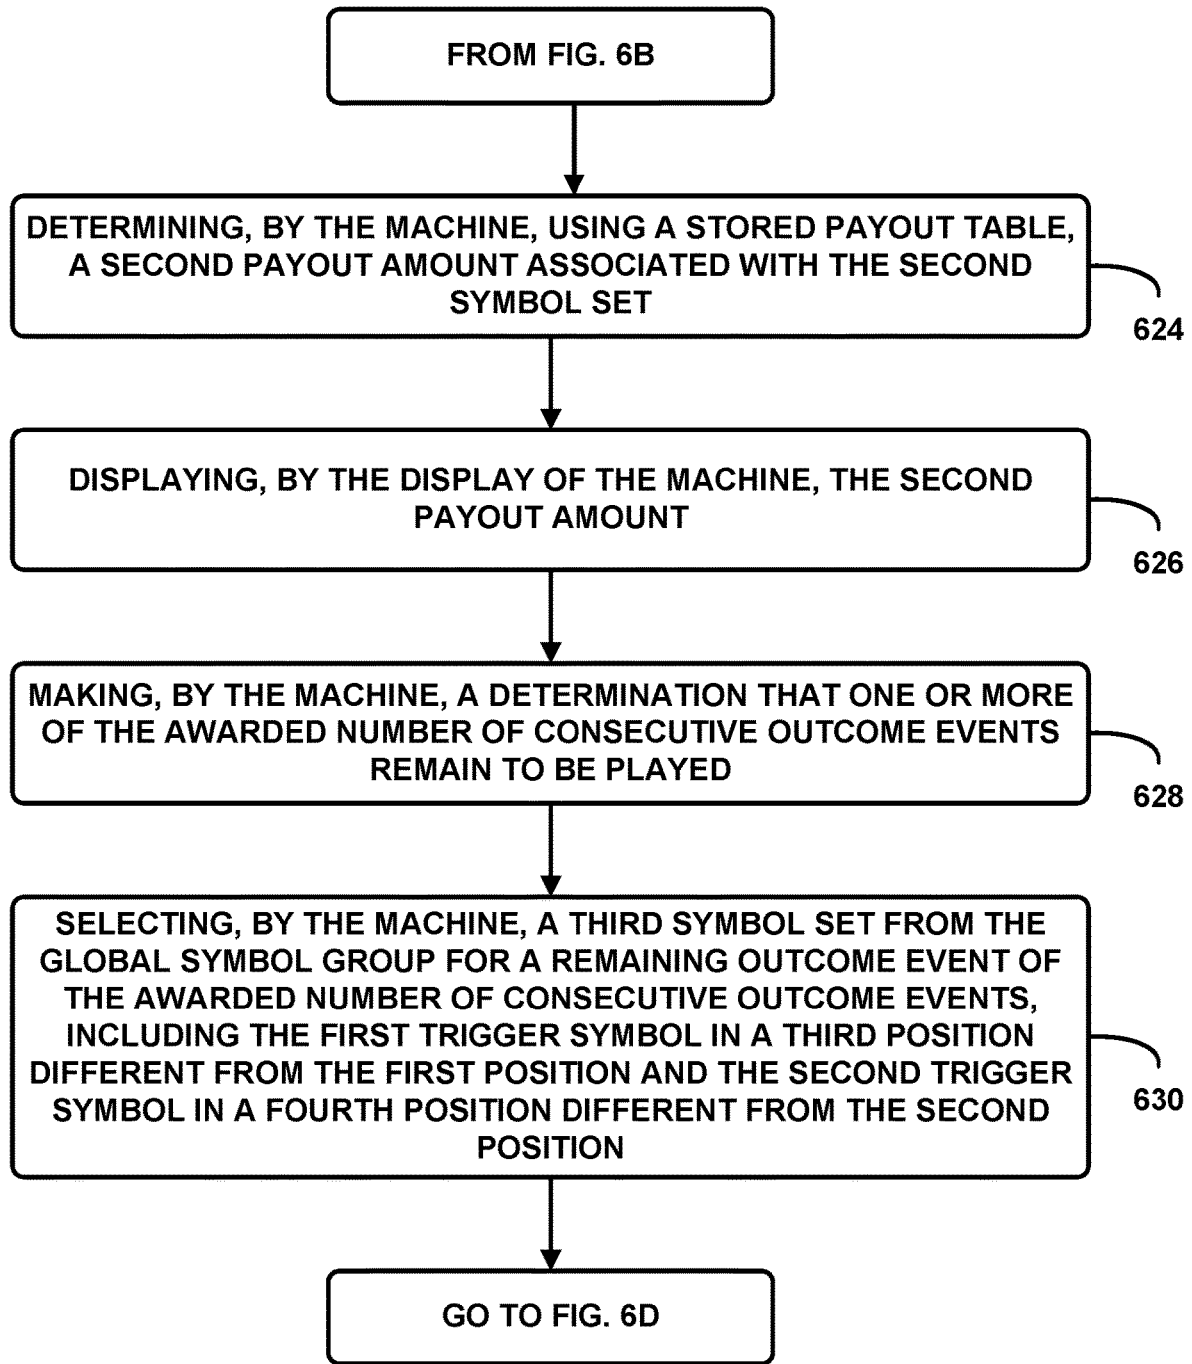 FROM FIG. 6B
DETERMINING, BY THE MACHINE, USING A STORED PAYOUT TABLE,
A SECOND PAYOUT AMOUNT ASSOCIATED WITH THE SECOND
SYMBOL SET
624
DISPLAYING, BY THE DISPLAY OF THE MACHINE, THE SECOND
PAYOUT AMOUNT
626
MAKING, BY THE MACHINE, A DETERMINATION THAT ONE OR MORE
OF THE AWARDED NUMBER OF CONSECUTIVE OUTCOME EVENTS
REMAIN TO BE PLAYED
628
SELECTING, BY THE MACHINE, A THIRD SYMBOL SET FROM THE
GLOBAL SYMBOL GROUP FOR A REMAINING OUTCOME EVENT OF
THE AWARDED NUMBER OF CONSECUTIVE OUTCOME EVENTS,
INCLUDING THE FIRST TRIGGER SYMBOL IN A THIRD POSITION
DIFFERENT FROM THE FIRST POSITION AND THE SECOND TRIGGER
SYMBOL IN A FOURTH POSITION DIFFERENT FROM THE SECOND
POSITION
630
GO TO FIG. 6D